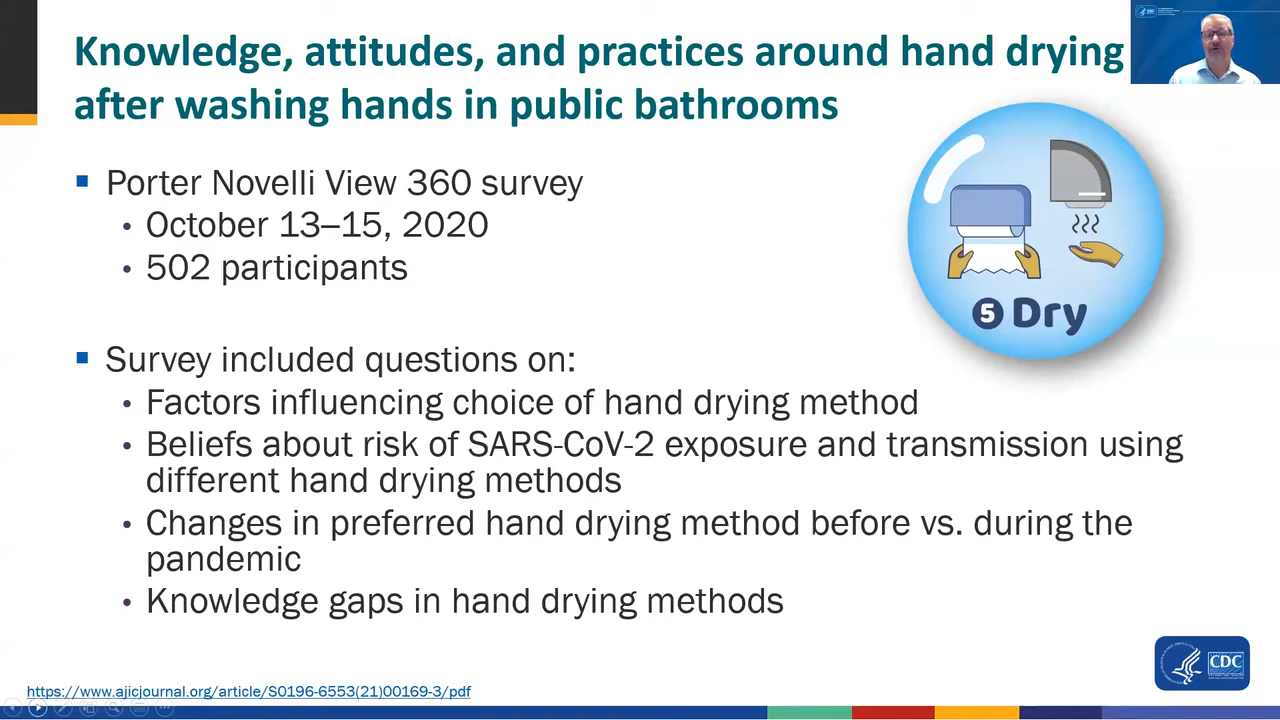 Knowledge, attitudes, and practices around hand drying
after washing hands in public bathrooms
▪ Porter Novelli View 360 survey
• October 13–15, 2020
• 502 participants
▪ Survey included questions on:
• Factors influencing choice of hand drying method
• Beliefs about risk of SARS-CoV-2 exposure and transmission using
different hand drying methods
• Changes in preferred hand drying method before vs. during the
pandemic
• Knowledge gaps in hand drying methods
5 Dry
CDC
https://www.ajicjournal.org/article/S0196-6553(21)00169-3/pdf